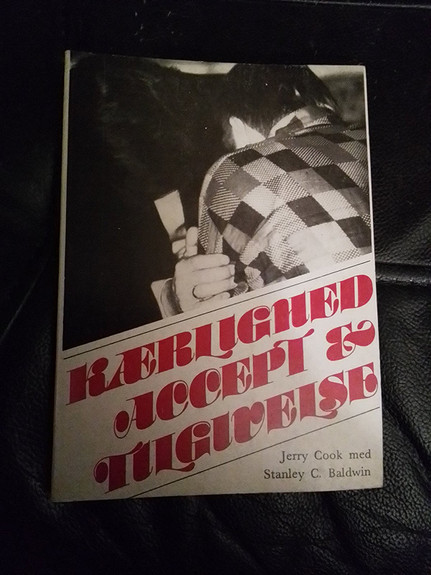 KÆRLIGHED
ACCEPT &
TILGIVELSE
Jerry Cook med
Stanley C. Baldwin